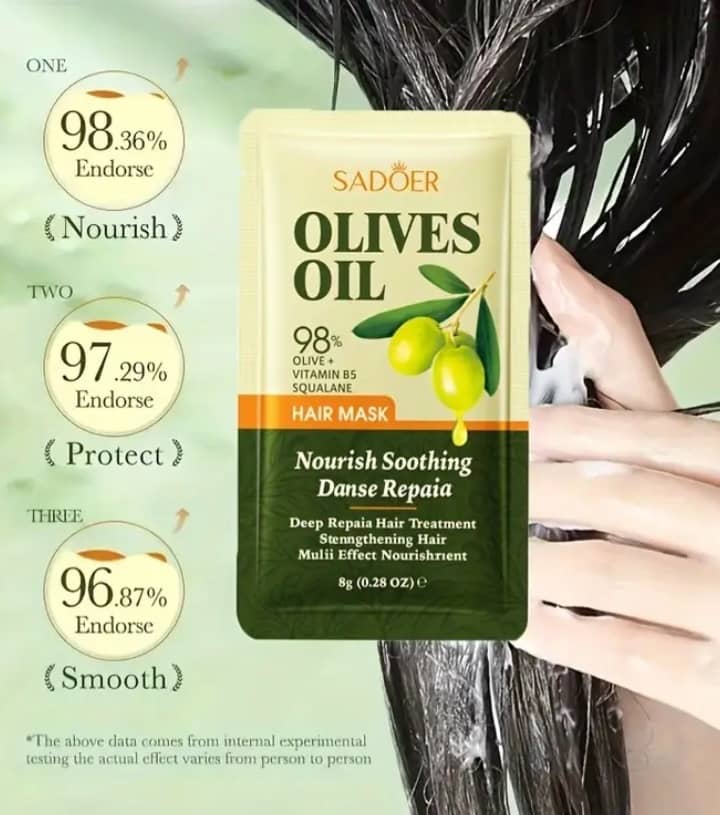 ONE
98.36%
Endorse
Nourish
TWO
97.29%
Endorse
Protect
THREE
96.87%
Endorse
Smooth
*The above data comes from internal experimental
testing the actual effect varies from person to person
SADOER
OLIVES
OIL
98%
OLIVE +
VITAMIN B5
SQUALANE
HAIR MASK
Nourish Soothing
Danse Repaia
Deep Repaia Hair Treatment
Stenngthening Hair
Mulii Effect Nourishrient
8g (0.28 OZ) ℮